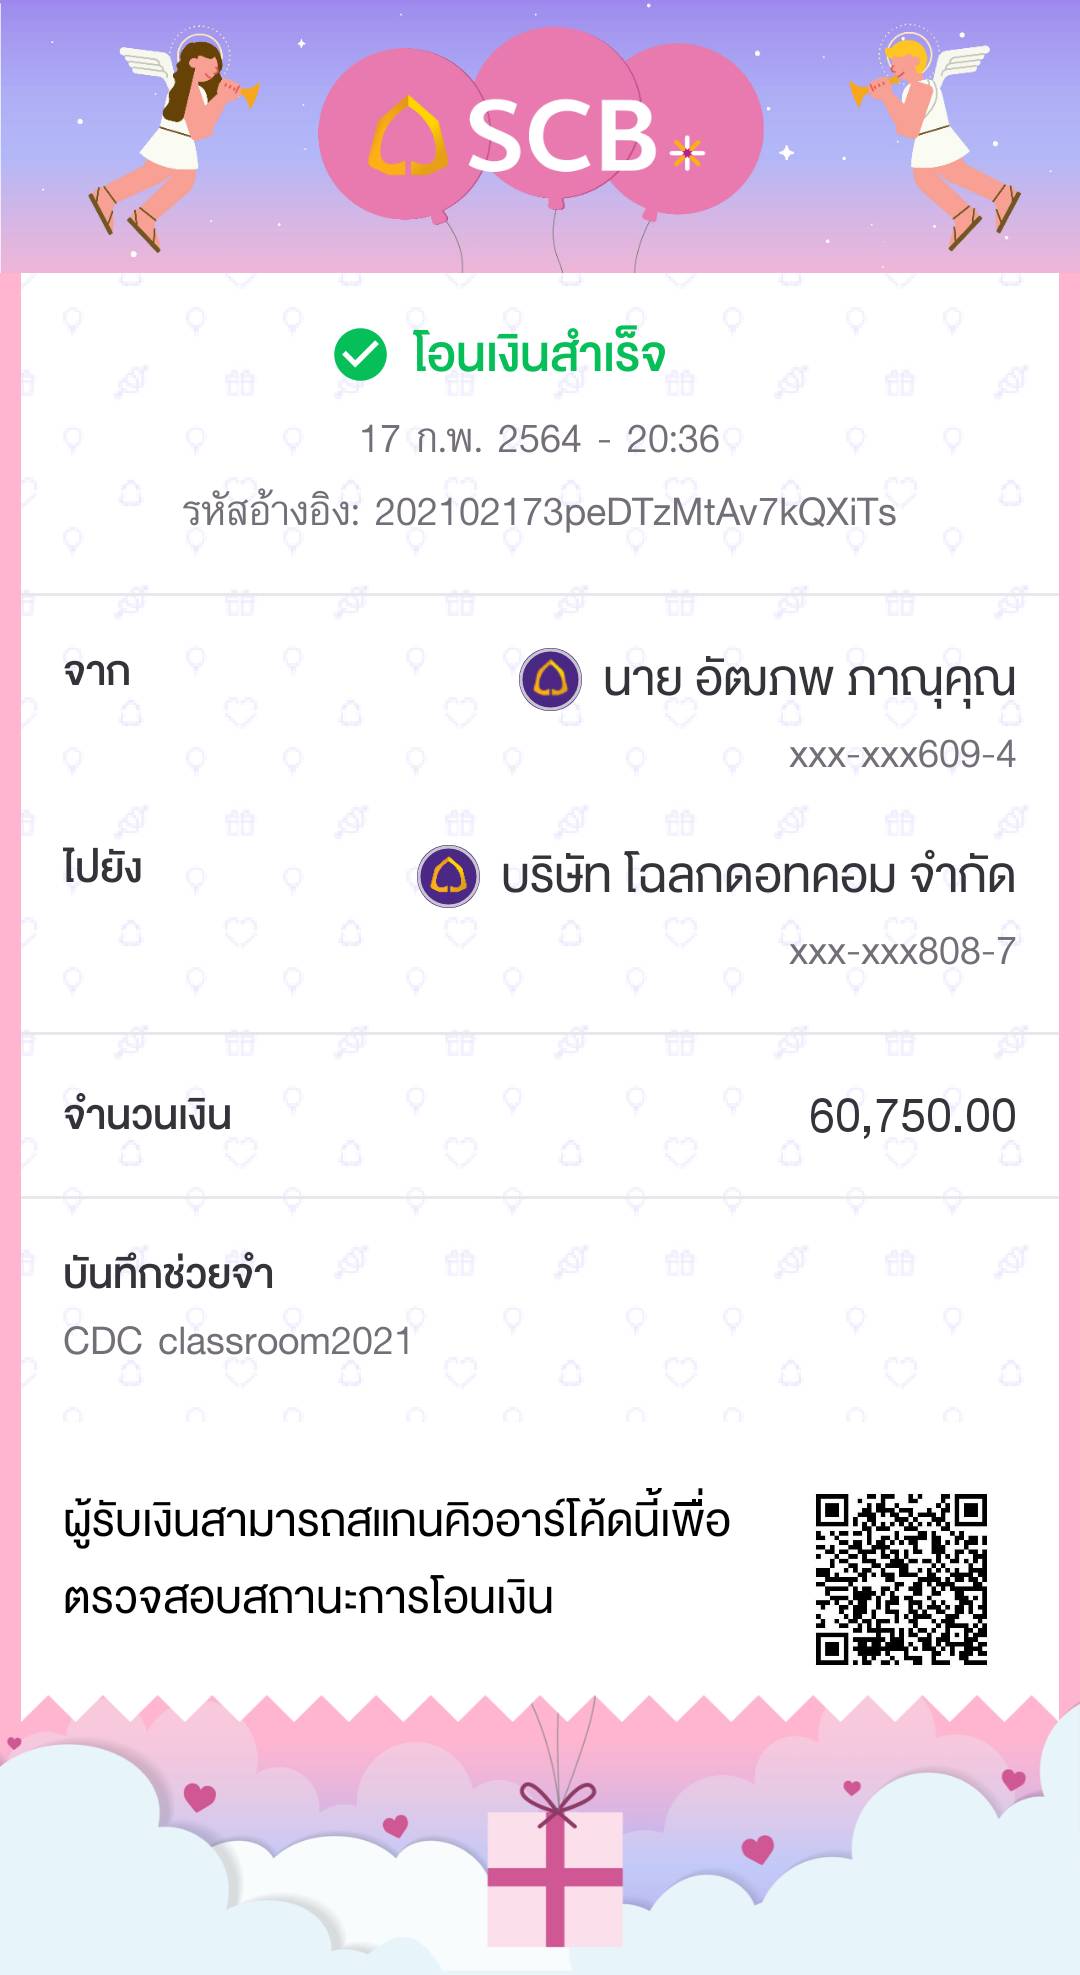 SCB
โอนเงินสำเร็จ
17 ก.พ. 2564 - 20:36
รหัสอ้างอิง: 202102173peDTzMtAv7kQXiTs
จาก
นาย อัฒภพ ภาณุคุณ
xxx-xxx609-4
ไปยัง
บริษัท โฉลกดอทคอม จำกัด
xxx-xxx808-7
จำนวนเงิน
60,750.00
บันทึกช่วยจำ
CDC classroom2021
ผู้รับเงินสามารถสแกนคิวอาร์โค้ดนี้เพื่อ
ตรวจสอบสถานะการโอนเงิน